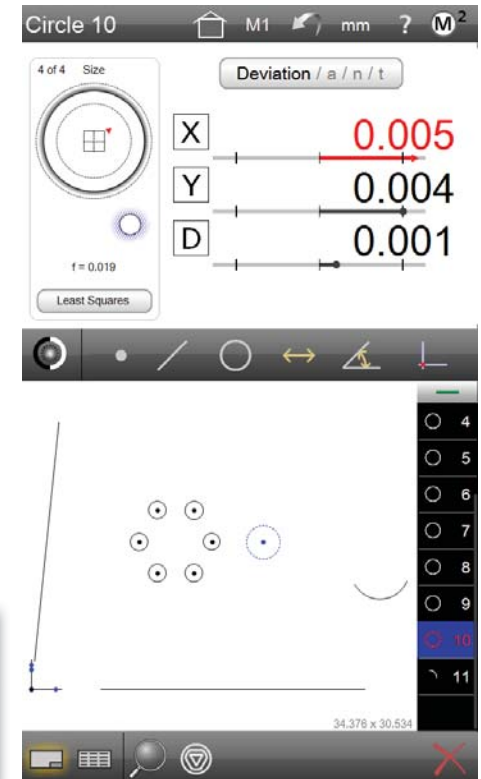 Circle 10 M1 mm ? M2
4 of 4 Size
Deviation / a / n / t
X 0.005
Y 0.004
D 0.001
f = 0.019
Least Squares
4
5
6
7
8
9
10
11
34.376 x 30.534